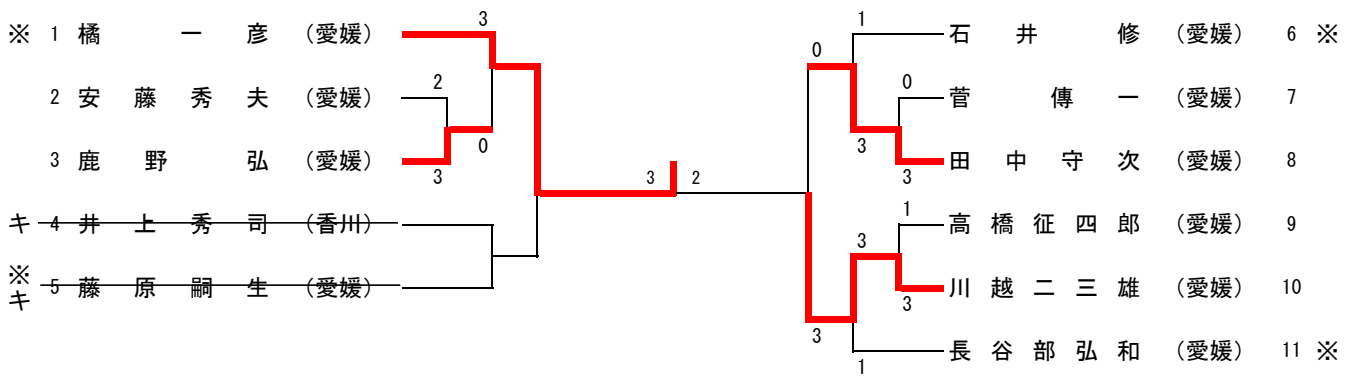 ※ 1 橘 一 彦 (愛媛) 3
2 安 藤 秀 夫 (愛媛) 2
0
3 鹿 野 弘 (愛媛) 3
キ 4 井 上 秀 司 (香川)
※
キ 5 藤 原 嗣 生 (愛媛)
3 2
1 石 井 修 (愛媛) 6 ※
0
0 菅 傳 一 (愛媛) 7
3
3 田 中 守 次 (愛媛) 8
1 高 橋 征 四 郎 (愛媛) 9
3
3 川 越 二 三 雄 (愛媛) 10
3
1 長 谷 部 弘 和 (愛媛) 11 ※